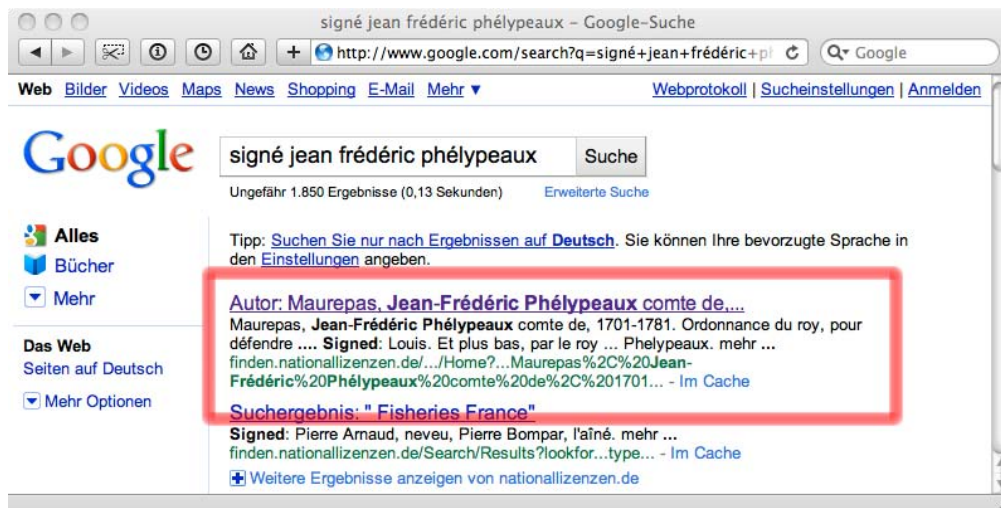 signé jean frédéric phélypeaux – Google-Suche
http://www.google.com/search?q=signé+jean+frédéric+ph
Google
Web Bilder Videos Maps News Shopping E-Mail Mehr ▼
Webprotokoll | Sucheinstellungen | Anmelden
Google
signé jean frédéric phélypeaux
Suche
Ungefähr 1.850 Ergebnisse (0,13 Sekunden)
Erweiterte Suche
Alles
Bücher
Mehr
Das Web
Seiten auf Deutsch
Mehr Optionen
Tipp: Suchen Sie nur nach Ergebnissen auf Deutsch. Sie können Ihre bevorzugte Sprache in
den Einstellungen angeben.
Autor: Maurepas, Jean-Frédéric Phélypeaux comte de,...
Maurepas, Jean-Frédéric Phélypeaux comte de, 1701-1781. Ordonnance du roy, pour
défendre .... Signed: Louis. Et plus bas, par le roy ... Phelypeaux. mehr ...
finden.nationallizenzen.de/.../Home?...Maurepas%2C%20Jean-
Frédéric%20Phélypeaux%20comte%20de%2C%201701... - Im Cache
Suchergebnis: " Fisheries France"
Signed: Pierre Arnaud, neveu, Pierre Bompar, l'aîné. mehr ...
finden.nationallizenzen.de/Search/Results?lookfor...type... - Im Cache
Weitere Ergebnisse anzeigen von nationallizenzen.de